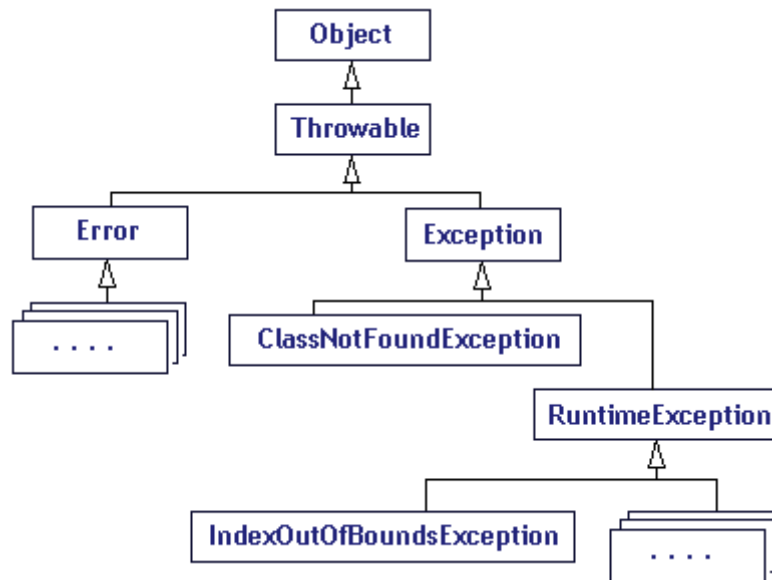 Object
Throwable
Error
Exception
. . . .
ClassNotFoundException
RuntimeException
IndexOutOfBoundsException
. . . .